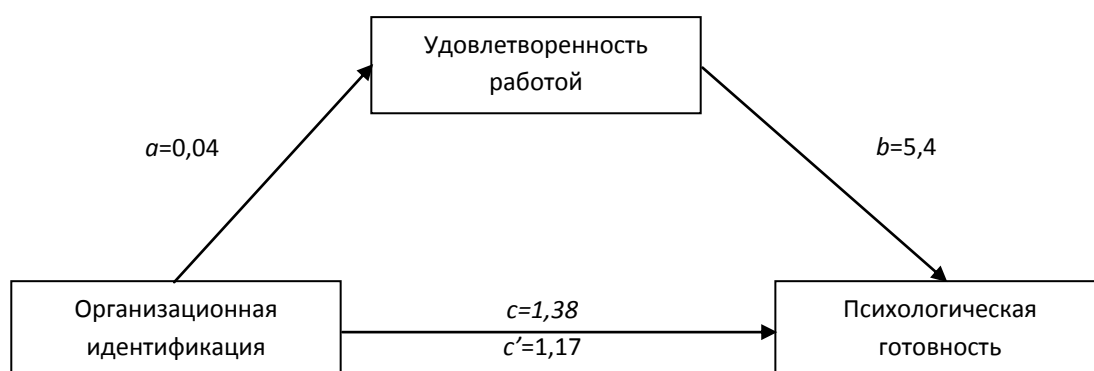 Удовлетворенность
работой
a=0,04
b=5,4
Организационная
идентификация
c=1,38
c′=1,17
Психологическая
готовность